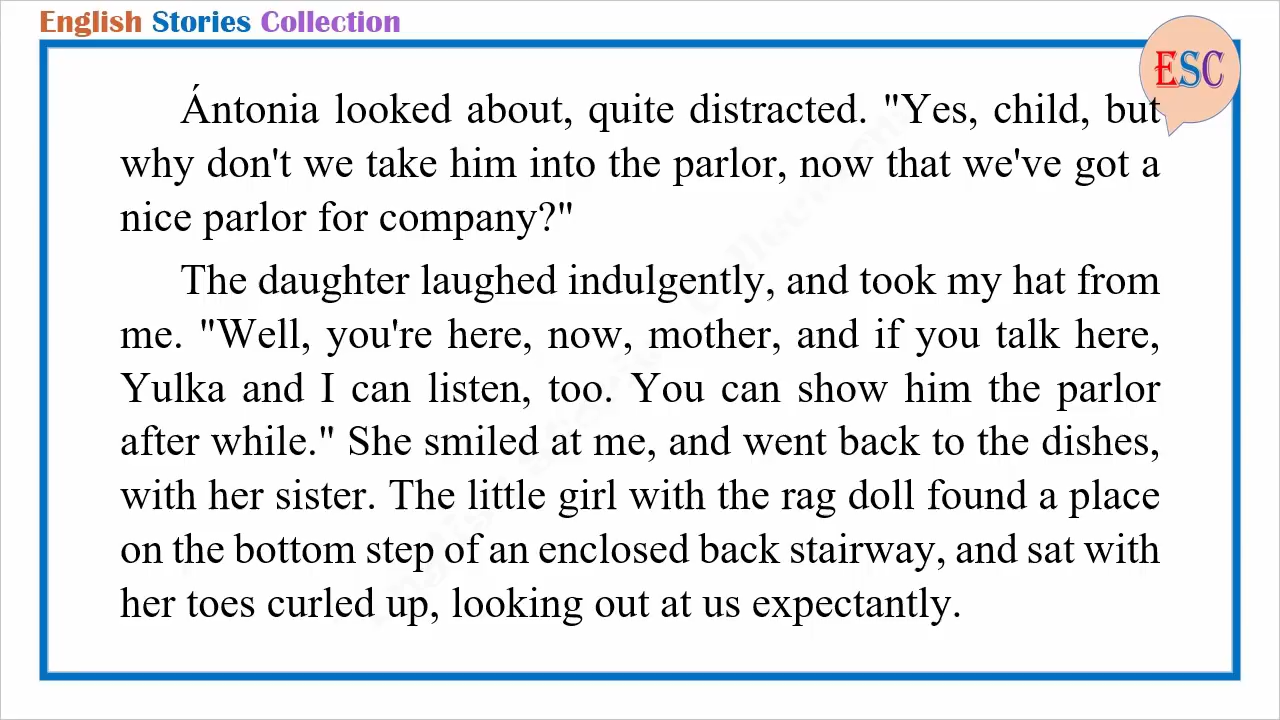 English Stories Collection
ESC
Ántonia looked about, quite distracted. "Yes, child, but
why don't we take him into the parlor, now that we've got a
nice parlor for company?"
The daughter laughed indulgently, and took my hat from
me. "Well, you're here, now, mother, and if you talk here,
Yulka and I can listen, too. You can show him the parlor
after while." She smiled at me, and went back to the dishes,
with her sister. The little girl with the rag doll found a place
on the bottom step of an enclosed back stairway, and sat with
her toes curled up, looking out at us expectantly.